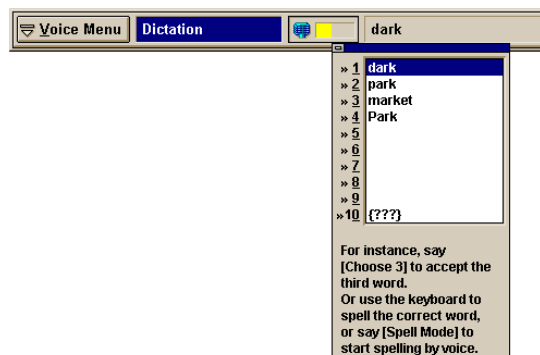 Voice Menu Dictation dark
» 1 dark
» 2 park
» 3 market
» 4 Park
» 5
» 6
» 7
» 8
» 9
»10 {???}
For instance, say
[Choose 3] to accept the
third word.
Or use the keyboard to
spell the correct word,
or say [Spell Mode] to
start spelling by voice.